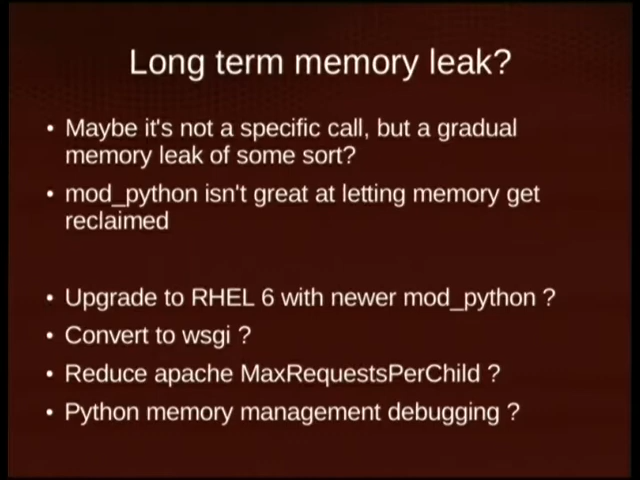 Long term memory leak?
• Maybe it's not a specific call, but a gradual
memory leak of some sort?
• mod_python isn't great at letting memory get
reclaimed
• Upgrade to RHEL 6 with newer mod_python ?
• Convert to wsgi ?
• Reduce apache MaxRequestsPerChild ?
• Python memory management debugging ?